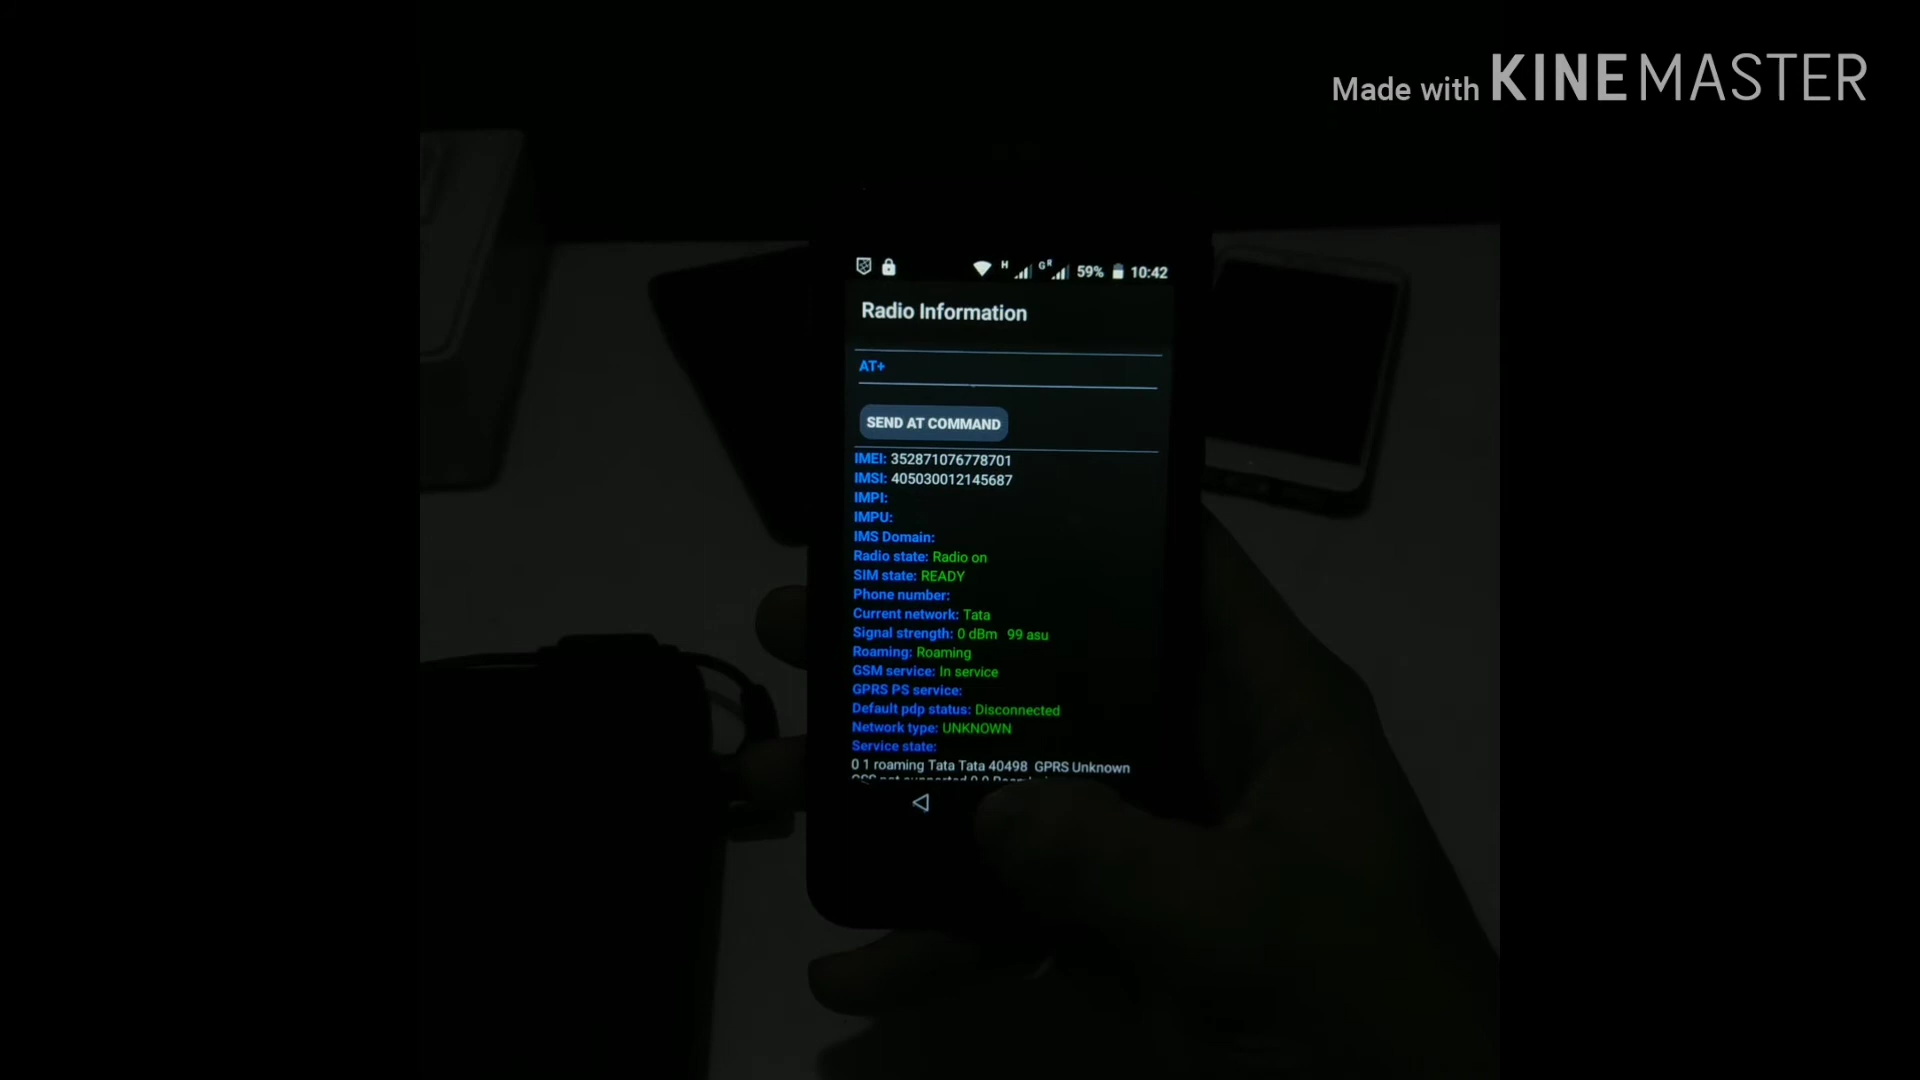 Made with KINEMASTER
H G R 59% 10:42
Radio Information
AT+
SEND AT COMMAND
IMEI: 352871076778701
IMSI: 405030012145687
IMPI:
IMPU:
IMS Domain:
Radio state: Radio on
SIM state: READY
Phone number:
Current network: Tata
Signal strength: 0 dBm 99 asu
Roaming: Roaming
GSM service: In service
GPRS PS service:
Default pdp status: Disconnected
Network type: UNKNOWN
Service state:
0 1 roaming Tata Tata 40498 GPRS Unknown